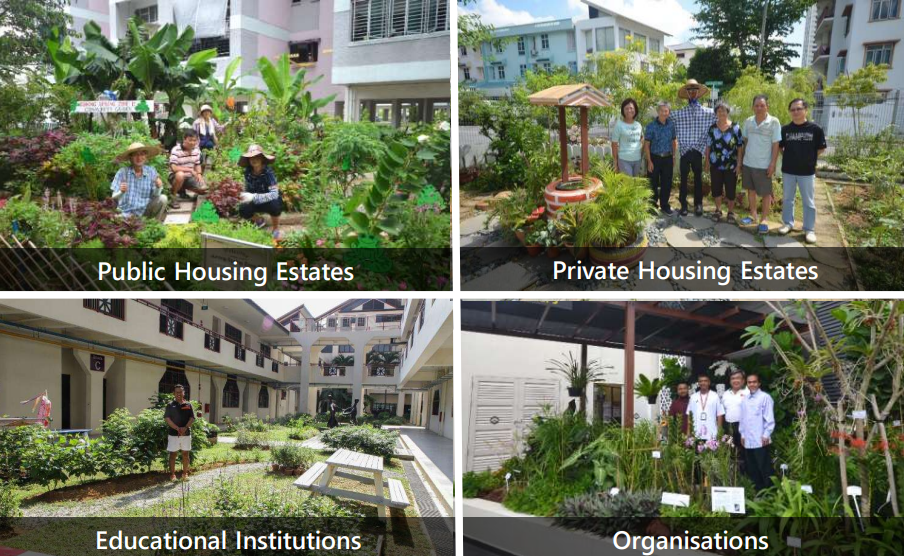 Public Housing Estates
Private Housing Estates
C
Educational Institutions
Organisations